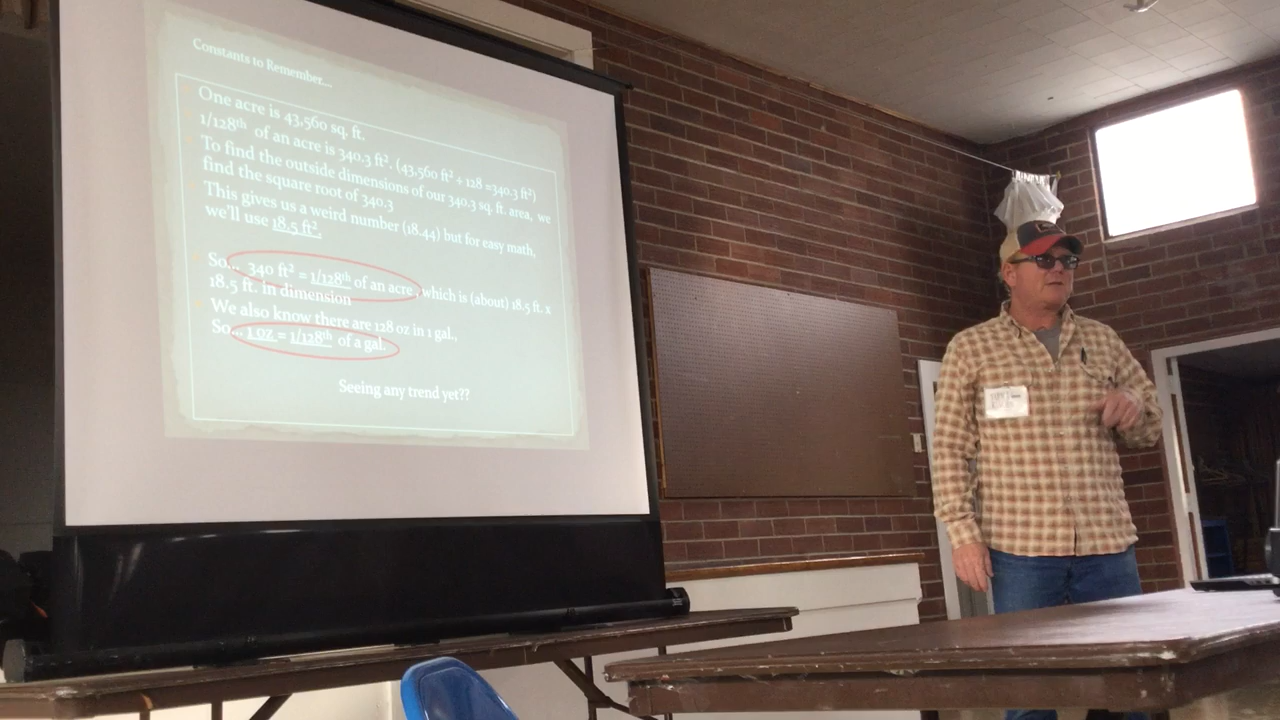 Constants to Remember...
One acre is 43,560 sq. ft.
1/128th of an acre is 340.3 ft². (43,560 ft² ÷ 128 =340.3 ft²)
To find the outside dimensions of our 340.3 sq. ft. area, we
find the square root of 340.3
This gives us a weird number (18.44) but for easy math,
we'll use 18.5 ft².
So... 340 ft² = 1/128th of an acre, which is (about) 18.5 ft. x
18.5 ft. in dimension
We also know there are 128 oz in 1 gal.,
So... 1 oz = 1/128th of a gal.
Seeing any trend yet??